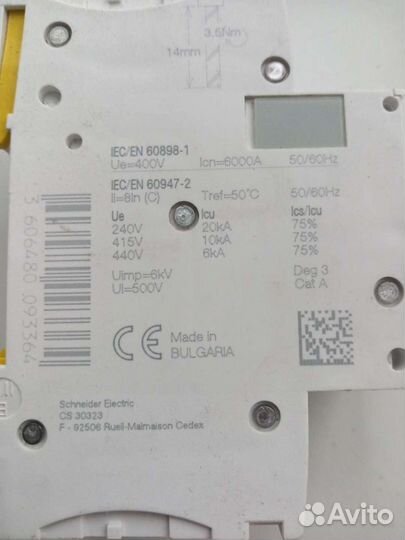 3,5Nm
14mm
IEC/EN 60898-1
Ue=400V Icn=6000A 50/60Hz
IEC/EN 60947-2
Ii=8In (C) Tref=50°C 50/60Hz
Ue Icu Ics/Icu
240V 20kA 75%
415V 10kA 75%
440V 6kA 75%
Uimp=6kV Deg 3
Ui=500V Cat A
3 606480 093364
CE Made in
BULGARIA
Schneider Electric
CS 30323
F - 92506 Rueil-Malmaison Cedex
Avito